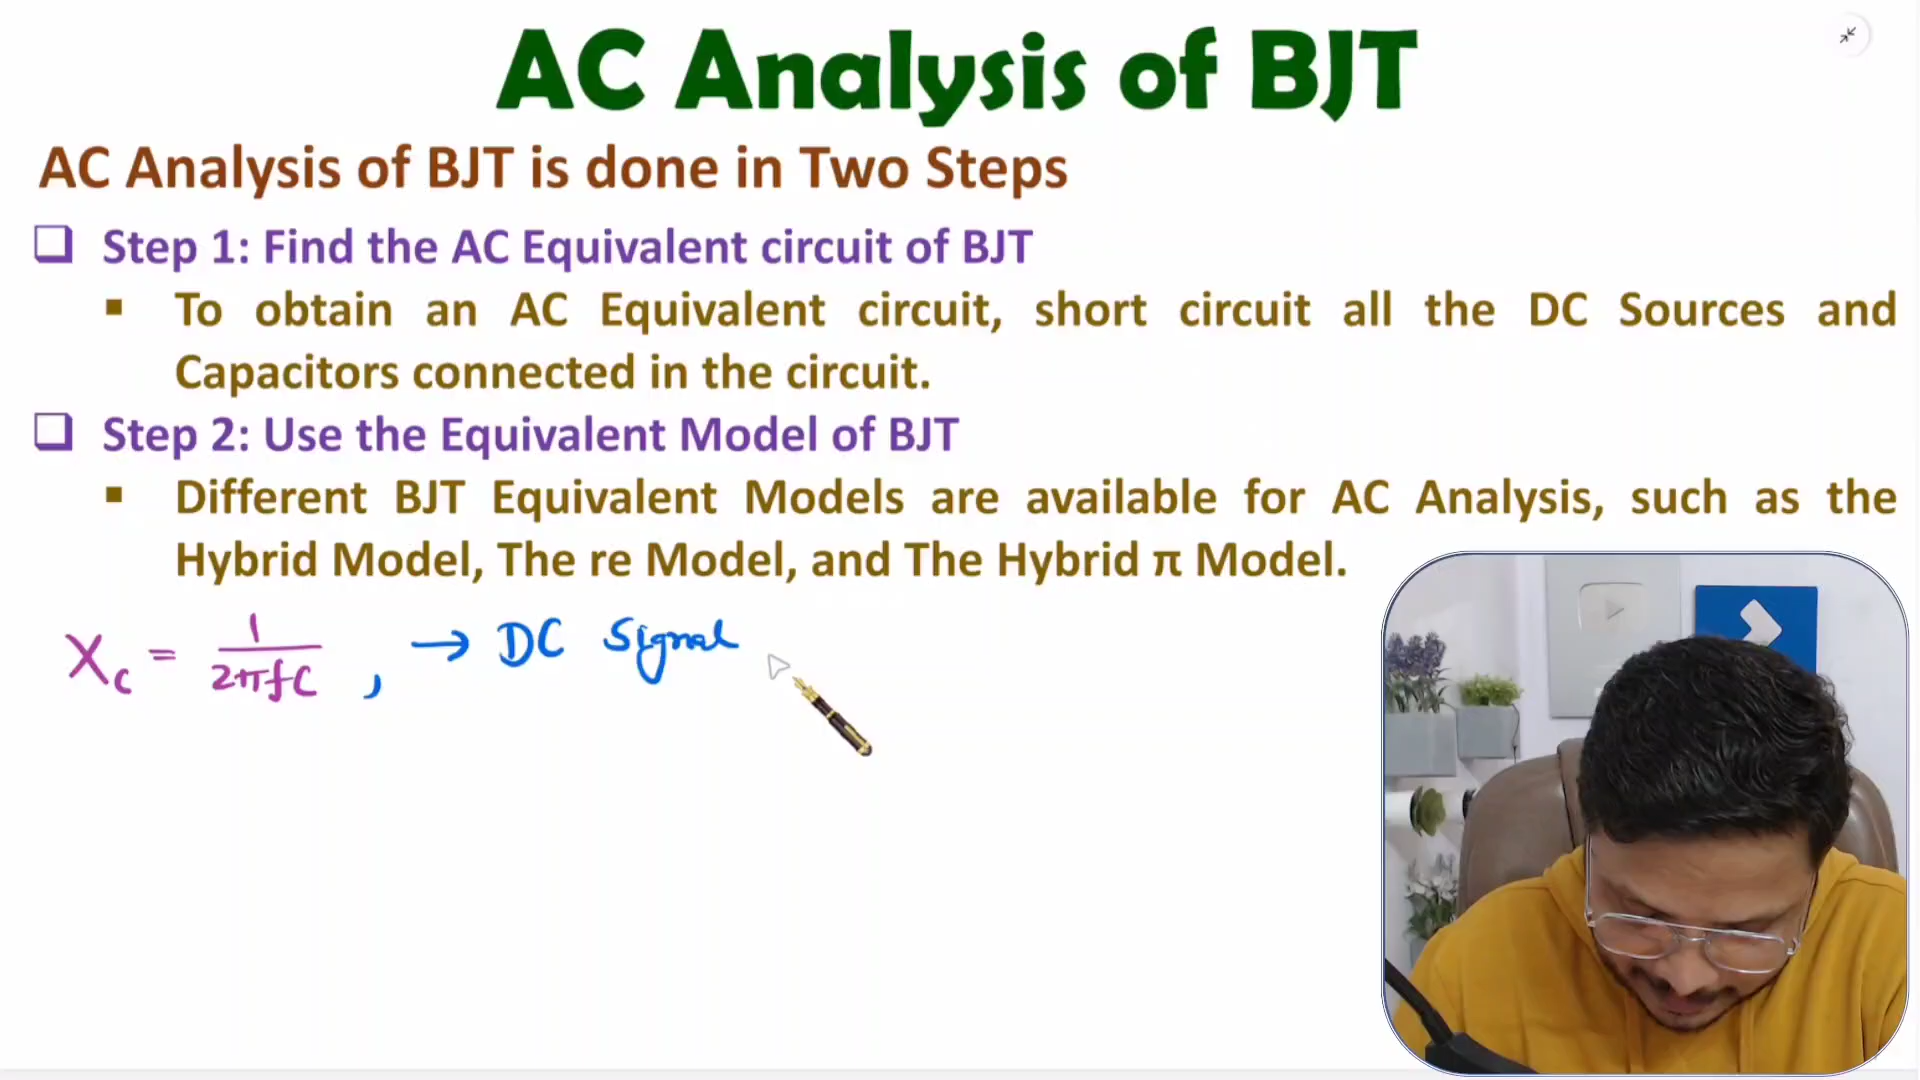 AC Analysis of BJT
AC Analysis of BJT is done in Two Steps
❑ Step 1: Find the AC Equivalent circuit of BJT
▪ To obtain an AC Equivalent circuit, short circuit all the DC Sources and
Capacitors connected in the circuit.
❑ Step 2: Use the Equivalent Model of BJT
▪ Different BJT Equivalent Models are available for AC Analysis, such as the
Hybrid Model, The re Model, and The Hybrid π Model.
X_C = 1/(2πfC) , → DC Signal